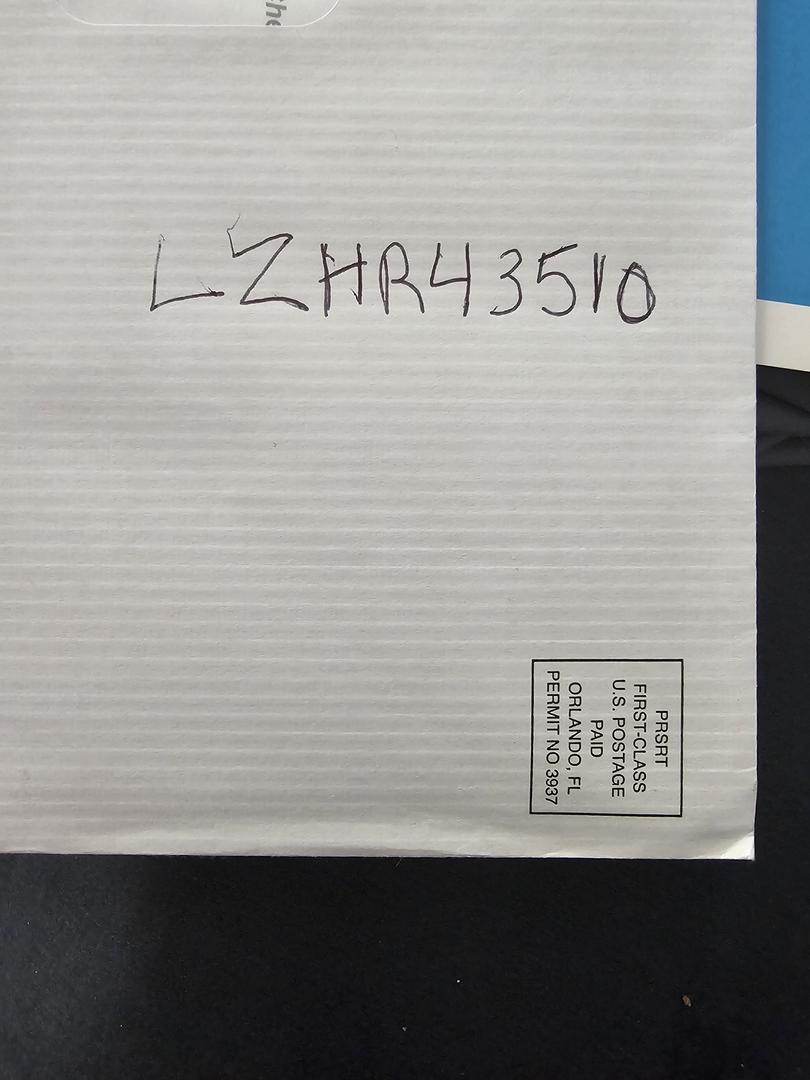 LZHR43510
PRSRT
FIRST-CLASS
U.S. POSTAGE
PAID
ORLANDO, FL
PERMIT NO 3937